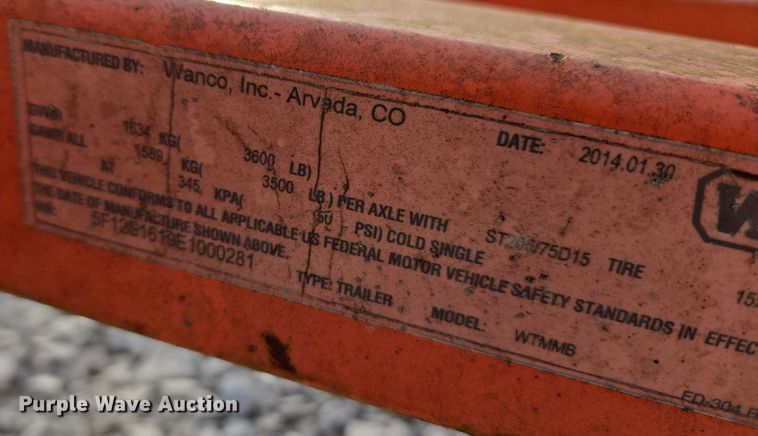 MANUFACTURED BY: Wanco, Inc. - Arvada, CO
DATE: 2014.01.30
GVWR 1634 KG( 3600 LB)
GAWR ALL 1589 KG( 3500 LB) PER AXLE WITH ST205/75D15 TIRE
AT 345 KPA( 50 PSI) COLD SINGLE
THIS VEHICLE CONFORMS TO ALL APPLICABLE US FEDERAL MOTOR VEHICLE SAFETY STANDARDS IN EFFEC
THE DATE OF MANUFACTURE SHOWN ABOVE.
5F12S1619E1000281
TYPE: TRAILER
MODEL: WTMMB
Purple Wave Auction